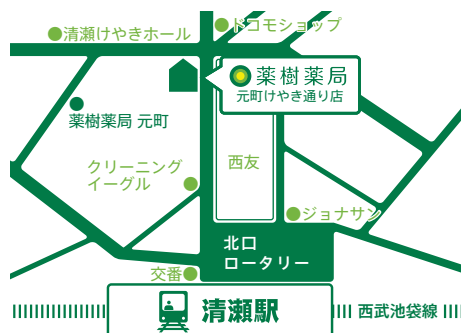 ドコモショップ
清瀬けやきホール
薬樹薬局
元町けやき通り店
薬樹薬局 元町
クリーニング
イーグル
西友
ジョナサン
北口
ロータリー
交番
清瀬駅
西武池袋線